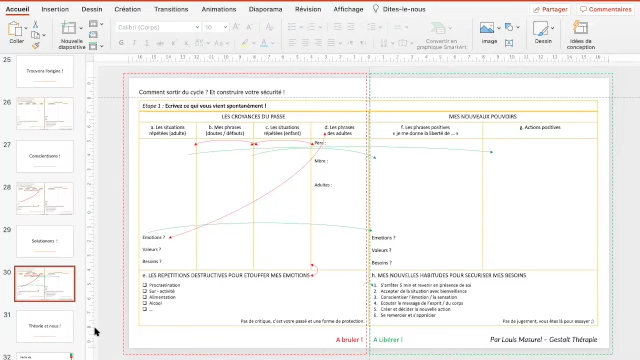 Accueil Insertion Dessin Création Transitions Animations Diaporama Révision Affichage Dites-le-nous Partager Commentaires
Calibri (Corps) 10
Coller
Nouvelle diapositive
Convertir en graphique SmartArt
Image
Dessin
Idées de conception
25
26
27
28
29
30
31
32
Trouvons l'origine !
Conscientisons !
Solutionons !
Théorie et nous !
Comment sortir du cycle ? Et construire votre sécurité !
Etape 1 : Ecrivez ce qui vous vient spontanément !
LES CROYANCES DU PASSE
MES NOUVEAUX POUVOIRS
a. Les situations répétées (adulte)
b. Mes phrases (doutes / défauts)
c. Les situations répétées (enfant)
d. Les phrases des adultes
f. Les phrases positives « je me donne la liberté de... »
g. Actions positives
Père :
Mère :
Adultes :
Emotions ?
Valeurs ?
Besoins ?
Emotions ?
Valeurs ?
Besoins ?
e. LES REPETITIONS DESTRUCTIVES POUR ETOUFFER MES EMOTIONS
Procrastination
Sur - activité
Alimentation
Alcool
...
Pas de critique, c'est votre passé et une forme de protection.
h. MES NOUVELLES HABITUDES POUR SECURISER MES BESOINS
1. S'arrêter 5 min et revenir en présence de soi
2. Accepter de la situation avec bienveillance
3. Conscientiser l'émotion / la sensation
4. Ecouter le message de l'esprit / du corps
5. Créer et décider la nouvelle action
6. Se remercier et s'apprécier
Pas de jugement, vous êtes là pour essayer ;)
A bruler !
A Libérer !
Par Louis Masurel – Gestalt Thérapie